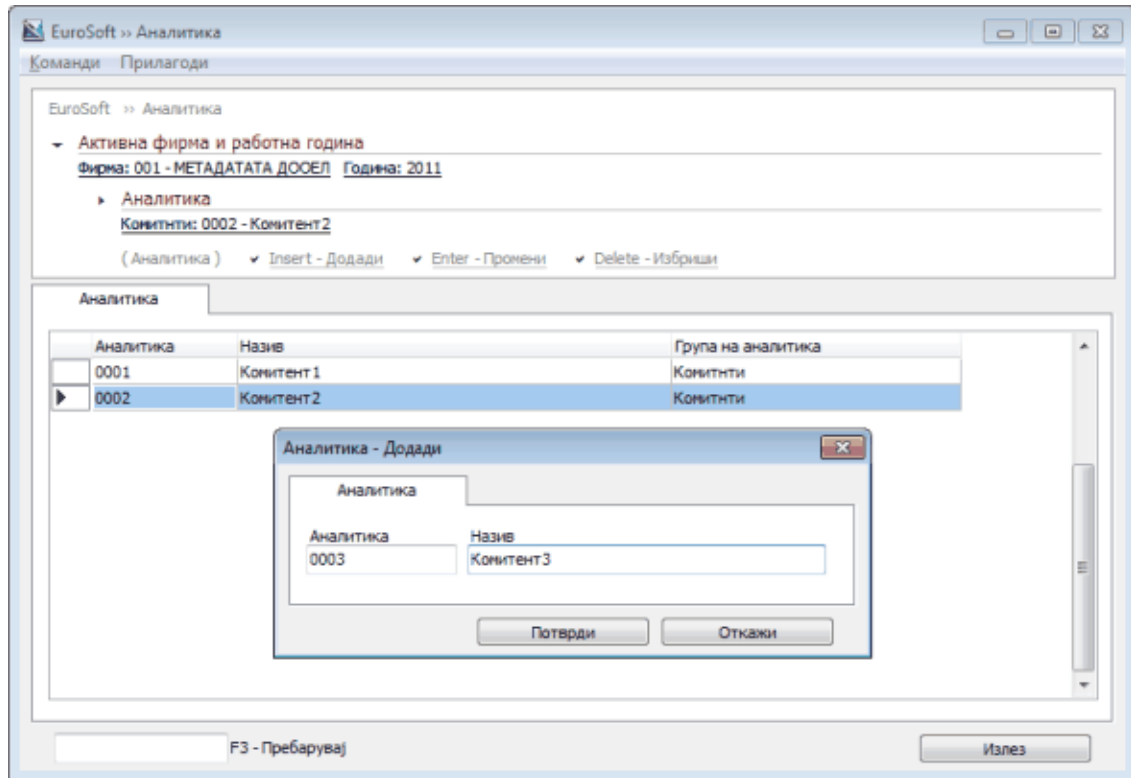 EuroSoft » Аналитика
Команди Прилагоди
EuroSoft » Аналитика
Активна фирма и работна година
Фирма: 001 - МЕТАДАТАТА ДООЕЛ Година: 2011
Аналитика
Комитнти: 0002 - Комитент2
( Аналитика ) Insert - Додади Enter - Промени Delete - Избриши
Аналитика
Аналитика Назив Група на аналитика
0001 Комитент1 Комитнти
0002 Комитент2 Комитнти
Аналитика - Додади
Аналитика
Аналитика Назив
0003 Комитент3
Потврди Откажи
F3 - Пребарувај Излез